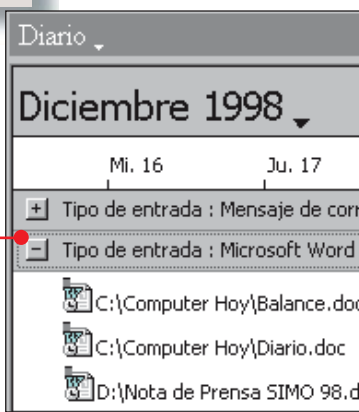 Diario
Diciembre 1998
Mi. 16 Ju. 17
Tipo de entrada : Mensaje de
Tipo de entrada : Microsoft Word
C:\Computer Hoy\Balance.doc
C:\Computer Hoy\Diario.doc
D:\Nota de Prensa SIMO 98.d